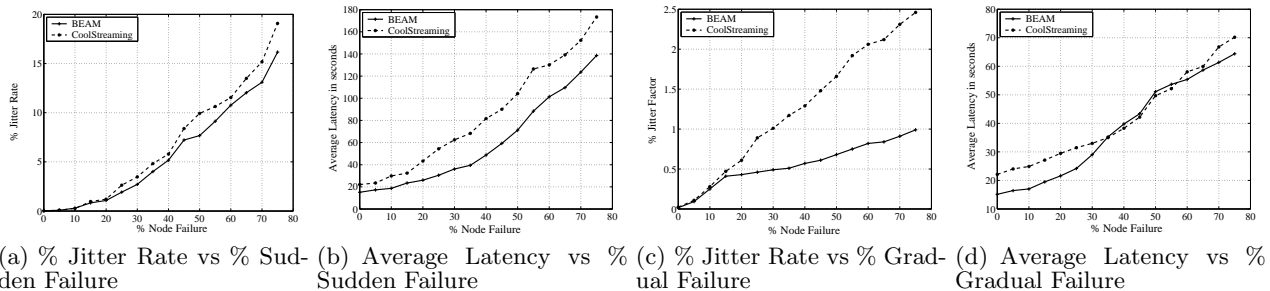 20
15
10
5
0
0 10 20 30 40 50 60 70 80
% Jitter Rate
% Node Failure
BEAM
CoolStreaming
180
160
140
120
100
80
60
40
20
0
0 10 20 30 40 50 60 70 80
Average Latency in seconds
% Node Failure
BEAM
CoolStreaming
2.5
2
1.5
1
0.5
0
0 10 20 30 40 50 60 70 80
% Jitter Factor
% Node Failure
BEAM
CoolStreaming
80
70
60
50
40
30
20
10
0 10 20 30 40 50 60 70 80
Average Latency in seconds
% Node Failure
BEAM
CoolStreaming
(a) % Jitter Rate vs % Sud-
den Failure
(b) Average Latency vs %
Sudden Failure
(c) % Jitter Rate vs % Grad-
ual Failure
(d) Average Latency vs %
Gradual Failure